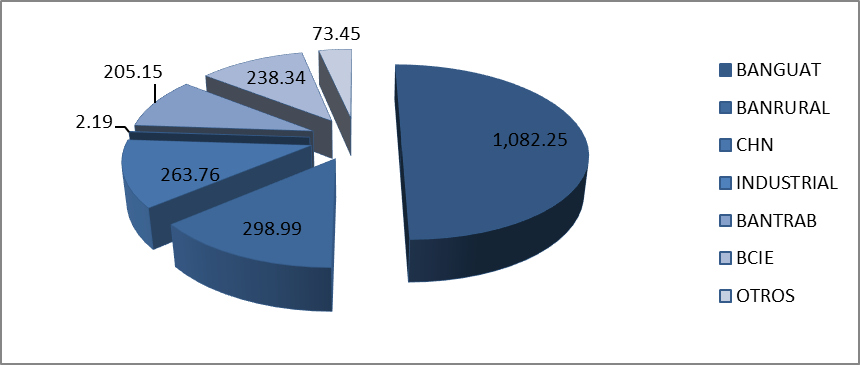 73.45
205.15
238.34
2.19
1,082.25
263.76
298.99
BANGUAT
BANRURAL
CHN
INDUSTRIAL
BANTRAB
BCIE
OTROS